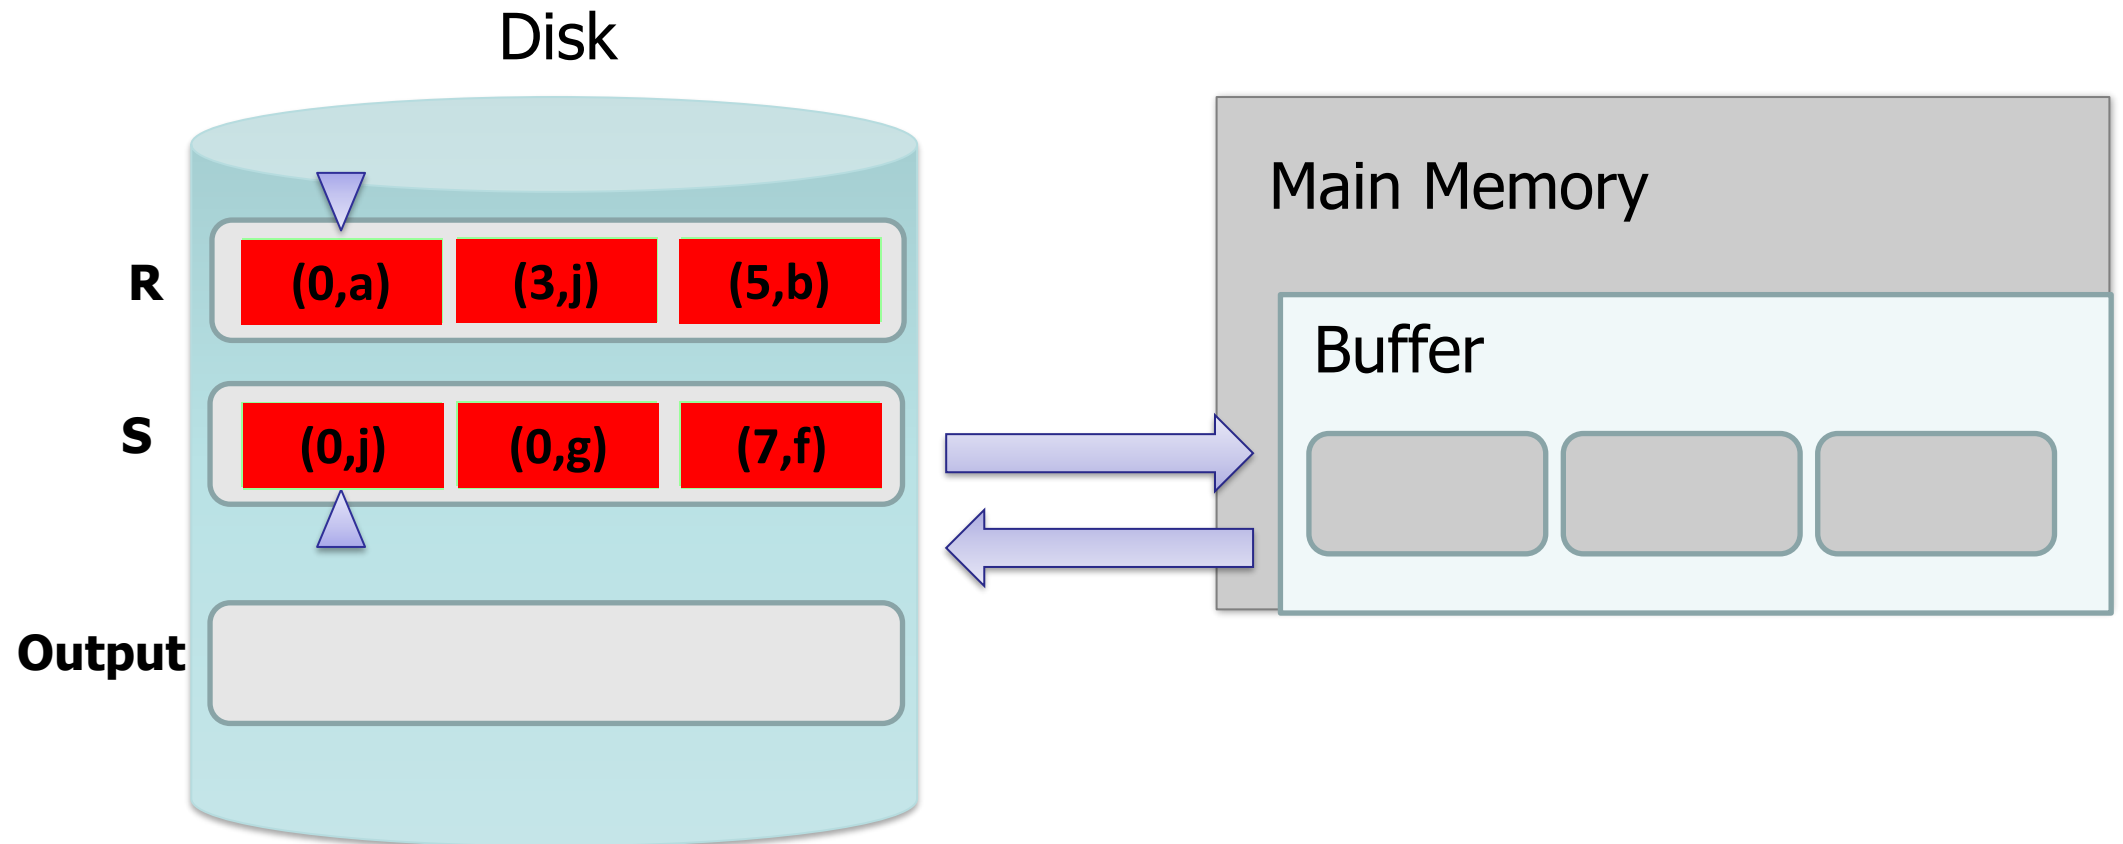 Disk
Main Memory
R
(0,a) (3,j) (5,b)
Buffer
S
(0,j) (0,g) (7,f)
Output